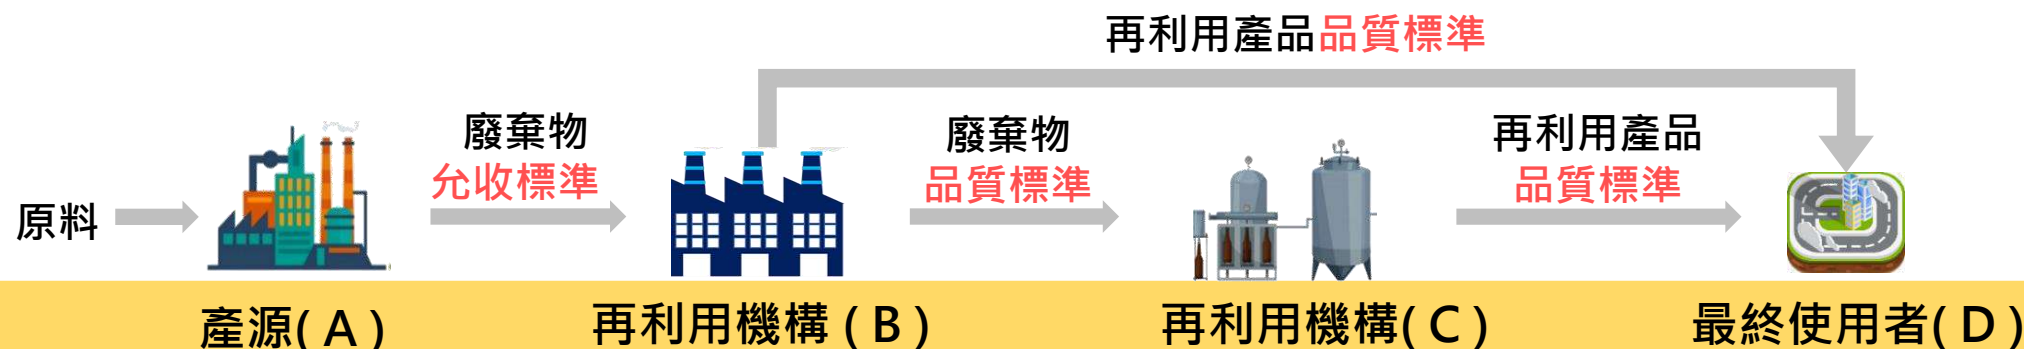 再利用產品品質標準
廢棄物
允收標準
廢棄物
品質標準
再利用產品
品質標準
原料
產源( A )
再利用機構 ( B )
再利用機構( C )
最終使用者( D )